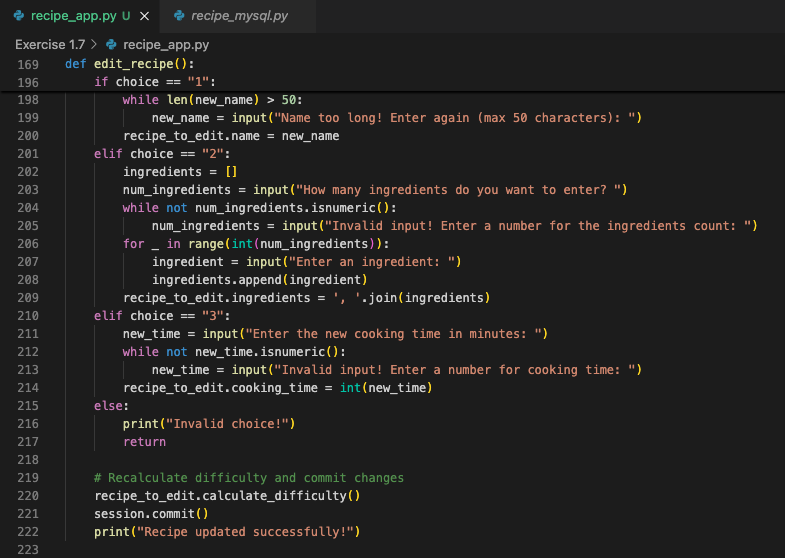 recipe_app.py U × recipe_mysql.py
Exercise 1.7 > recipe_app.py
169 def edit_recipe():
196     if choice == "1":
198         while len(new_name) > 50:
199             new_name = input("Name too long! Enter again (max 50 characters): ")
200         recipe_to_edit.name = new_name
201     elif choice == "2":
202         ingredients = []
203         num_ingredients = input("How many ingredients do you want to enter? ")
204         while not num_ingredients.isnumeric():
205             num_ingredients = input("Invalid input! Enter a number for the ingredients count: ")
206         for _ in range(int(num_ingredients)):
207             ingredient = input("Enter an ingredient: ")
208             ingredients.append(ingredient)
209         recipe_to_edit.ingredients = ', '.join(ingredients)
210     elif choice == "3":
211         new_time = input("Enter the new cooking time in minutes: ")
212         while not new_time.isnumeric():
213             new_time = input("Invalid input! Enter a number for cooking time: ")
214         recipe_to_edit.cooking_time = int(new_time)
215     else:
216         print("Invalid choice!")
217         return
218
219     # Recalculate difficulty and commit changes
220     recipe_to_edit.calculate_difficulty()
221     session.commit()
222     print("Recipe updated successfully!")
223